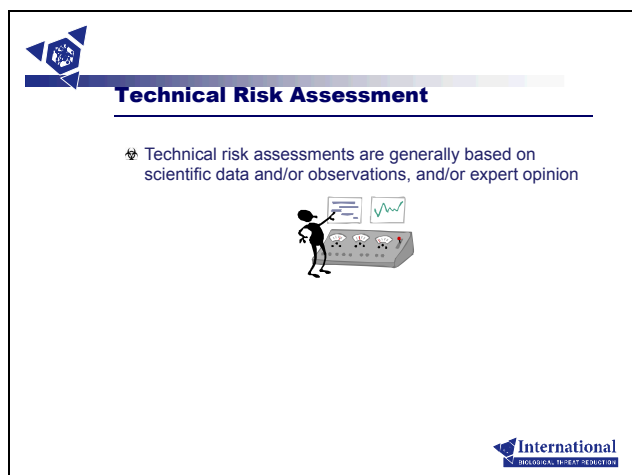 Technical Risk Assessment
Technical risk assessments are generally based on
scientific data and/or observations, and/or expert opinion
International
BIOLOGICAL THREAT REDUCTION